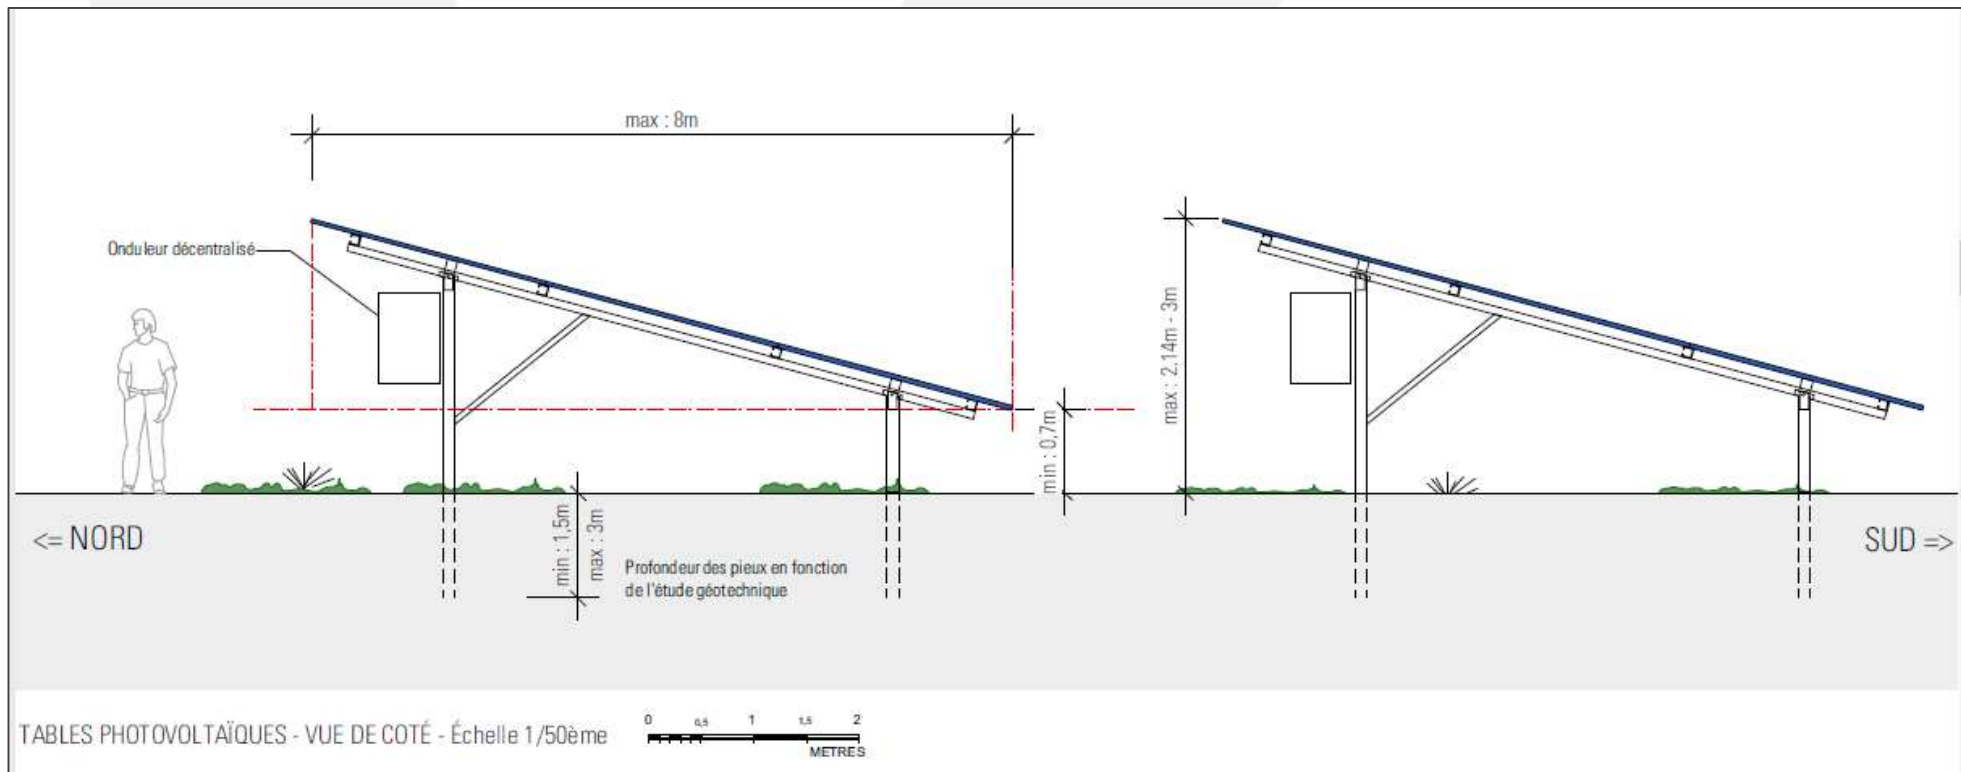 max : 8m
Onduleur décentralisé
max : 2,14m - 3m
min : 0,7m
<= NORD
min : 1,5m
max : 3m
Profondeur des pieux en fonction
de l'étude géotechnique
SUD =>
TABLES PHOTOVOLTAÏQUES - VUE DE COTÉ - Échelle 1/50ème
0 0,5 1 1,5 2
METRES